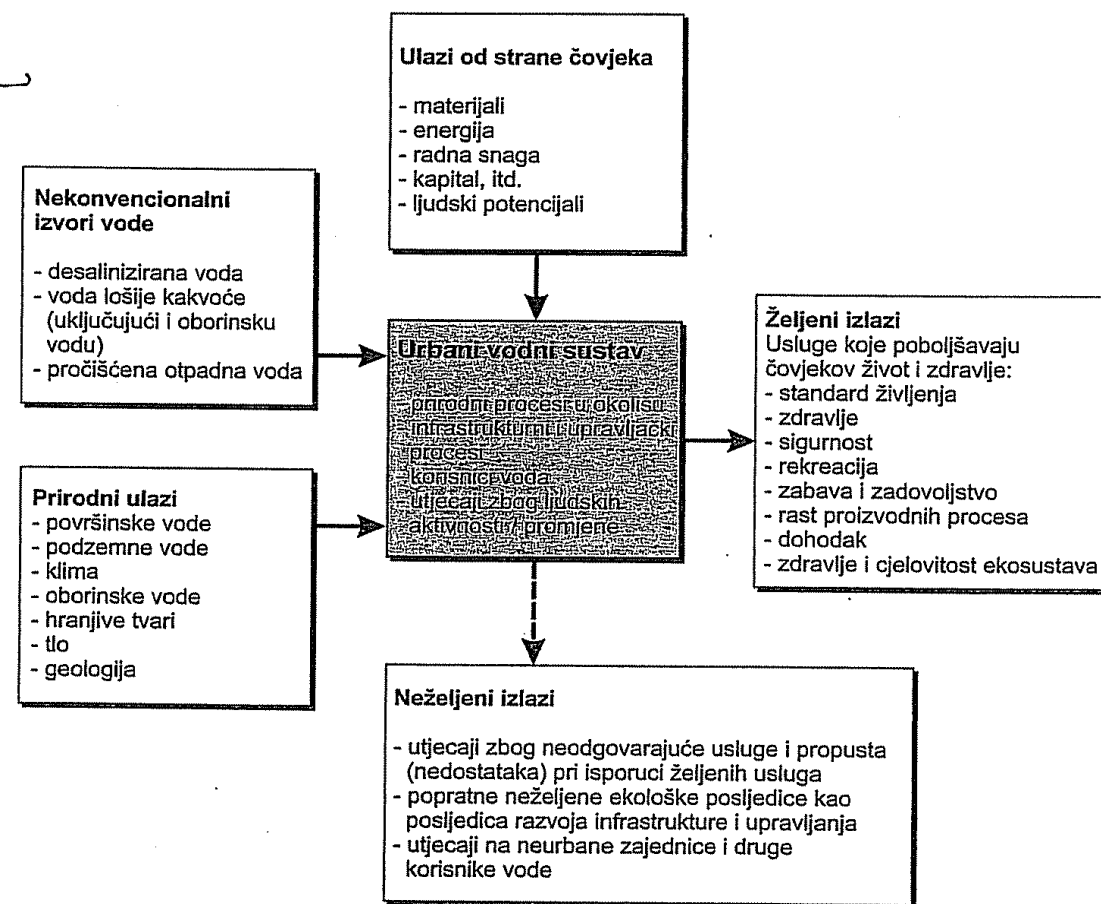 Ulazi od strane čovjeka
- materijali
- energija
- radna snaga
- kapital, itd.
- ljudski potencijali
Nekonvencionalni
izvori vode
- desalinizirana voda
- voda lošije kakvoće
(uključujući i oborinsku
vodu)
- pročišćena otpadna voda
Prirodni ulazi
- površinske vode
- podzemne vode
- klima
- oborinske vode
- hranjive tvari
- tlo
- geologija
Urbani vodni sustav
- prirodni procesi u okolišu
- infrastrukturni i upravljački
procesi
- korisnici voda
- utjecaji zbog ljudskih
aktivnosti / promjene
Željeni izlazi
Usluge koje poboljšavaju
čovjekov život i zdravlje:
- standard življenja
- zdravlje
- sigurnost
- rekreacija
- zabava i zadovoljstvo
- rast proizvodnih procesa
- dohodak
- zdravlje i cjelovitost ekosustava
Neželjeni izlazi
- utjecaji zbog neodgovarajuće usluge i propusta
(nedostataka) pri isporuci željenih usluga
- popratne neželjene ekološke posljedice kao
posljedica razvoja infrastrukture i upravljanja
- utjecaji na neurbane zajednice i druge
korisnike vode